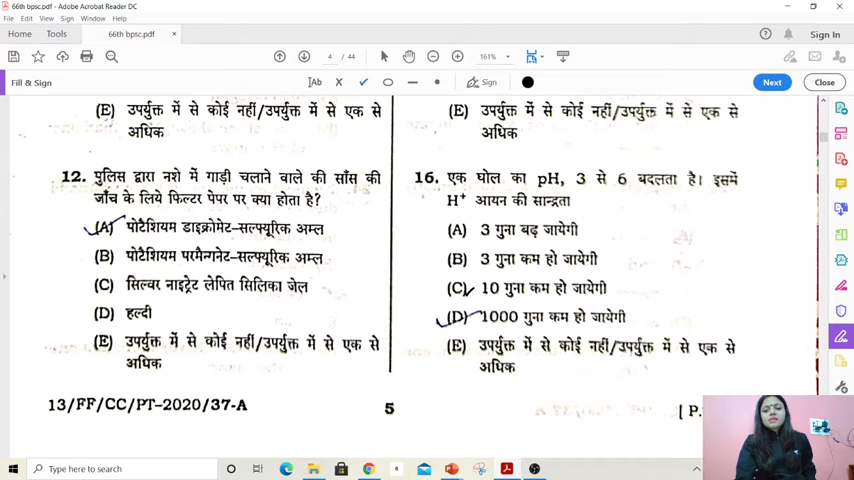 66th bpsc.pdf - Adobe Acrobat Reader DC
File Edit View Sign Window Help
Home Tools 66th bpsc.pdf × Sign In
4 / 44 161%
Fill & Sign Ab Sign Next Close
(E) उपर्युक्त में से कोई नहीं/उपर्युक्त में से एक से
अधिक
12. पुलिस द्वारा नशे में गाड़ी चलाने वाले की साँस की
जाँच के लिये फिल्टर पेपर पर क्या होता है?
(A) पोटैशियम डाइक्रोमेट–सल्फ्यूरिक अम्ल
(B) पोटैशियम परमैन्गनेट–सल्फ्यूरिक अम्ल
(C) सिल्वर नाइट्रेट लेपित सिलिका जेल
(D) हल्दी
(E) उपर्युक्त में से कोई नहीं/उपर्युक्त में से एक से
अधिक
(E) उपर्युक्त में से कोई नहीं/उपर्युक्त में से एक से
अधिक
16. एक घोल का pH, 3 से 6 बदलता है। इसमें
H+ आयन की सान्द्रता
(A) 3 गुना बढ़ जायेगी
(B) 3 गुना कम हो जायेगी
(C) 10 गुना कम हो जायेगी
(D) 1000 गुना कम हो जायेगी
(E) उपर्युक्त में से कोई नहीं/उपर्युक्त में से एक से
अधिक
13/FF/CC/PT–2020/37-A 5 [ P.
Type here to search